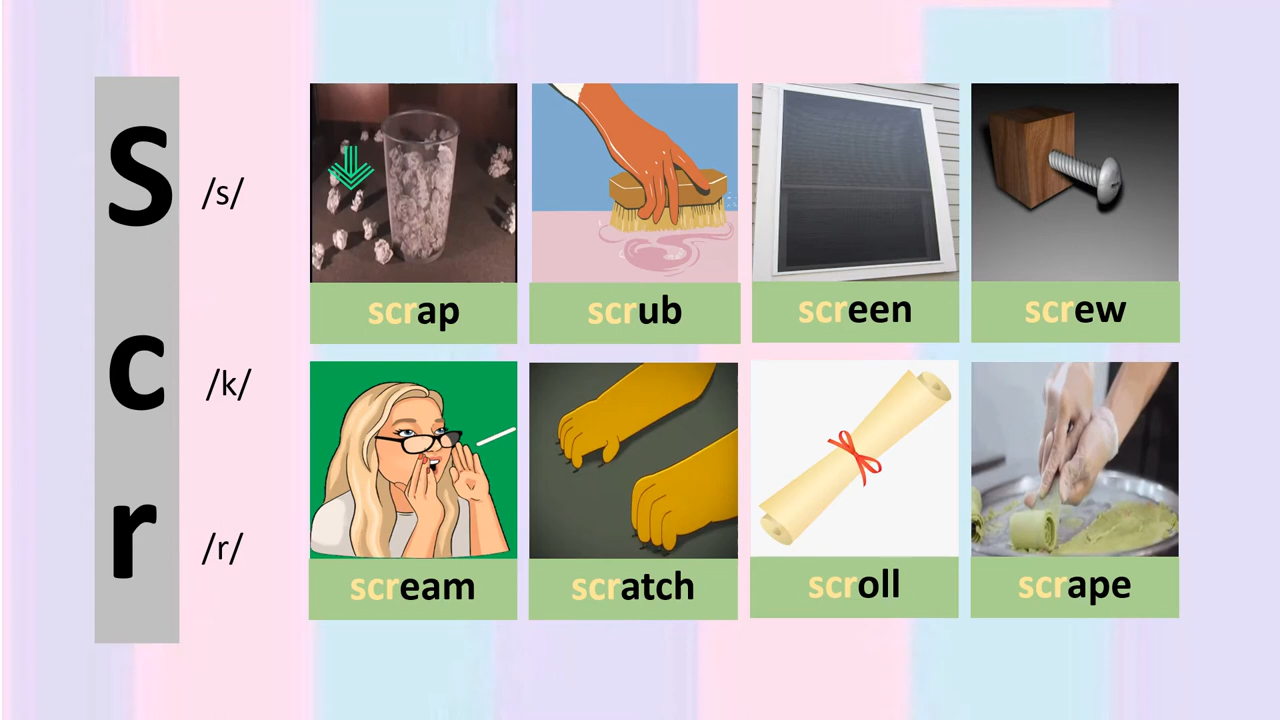 S /s/
c /k/
r /r/
scrap
scrub
screen
screw
scream
scratch
scroll
scrape